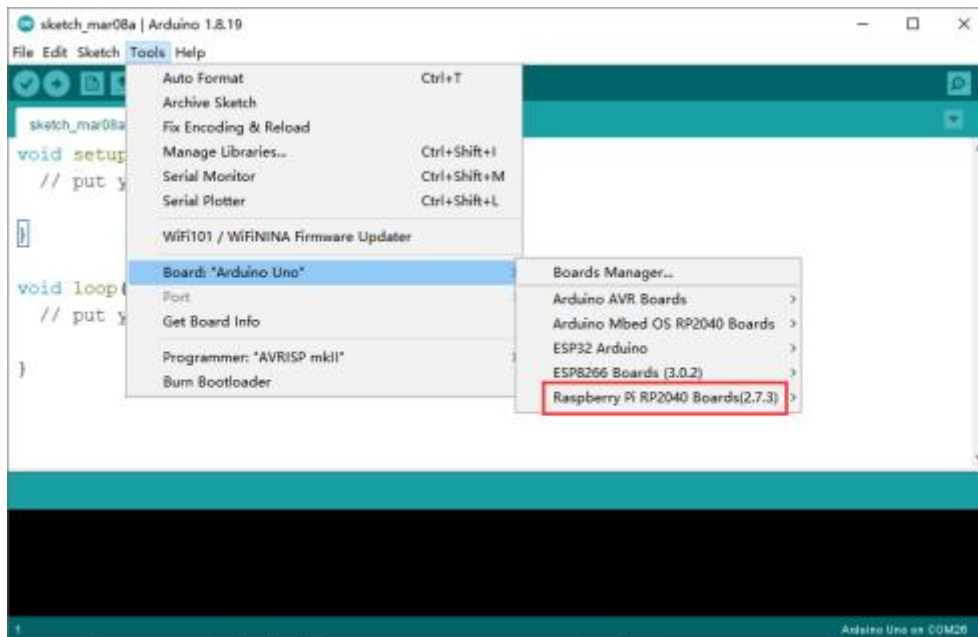 sketch_mar08a | Arduino 1.8.19
File Edit Sketch Tools Help
sketch_mar08a
void setup
// put y
}
void loop(
// put y
}
Auto Format Ctrl+T
Archive Sketch
Fix Encoding & Reload
Manage Libraries... Ctrl+Shift+I
Serial Monitor Ctrl+Shift+M
Serial Plotter Ctrl+Shift+L
WiFi101 / WiFiNINA Firmware Updater
Board: "Arduino Uno"
Port
Get Board Info
Programmer: "AVRISP mkII"
Burn Bootloader
Boards Manager...
Arduino AVR Boards
Arduino Mbed OS RP2040 Boards
ESP32 Arduino
ESP8266 Boards (3.0.2)
Raspberry Pi RP2040 Boards(2.7.3)
1
Arduino Uno on COM26